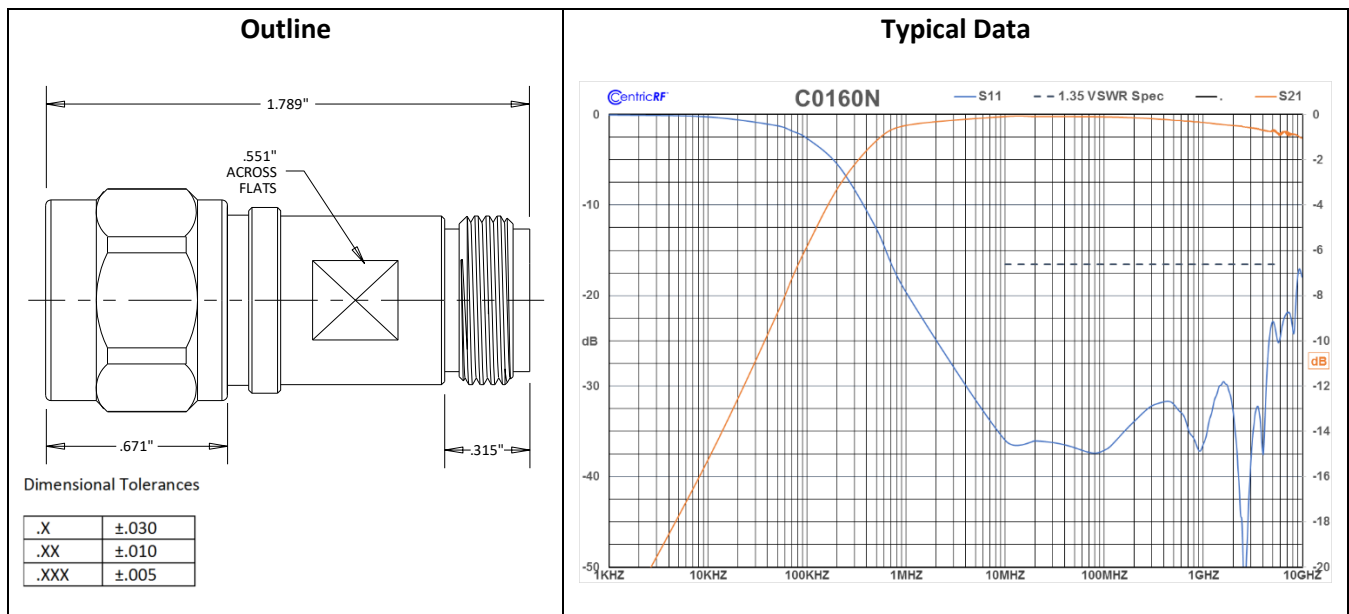 Outline
Typical Data
1.789"
.551"
ACROSS
FLATS
.671"
.315"
Dimensional Tolerances
.X ±.030
.XX ±.010
.XXX ±.005
CentricRF™
C0160N
S11
1.35 VSWR Spec
.
S21
0
-10
-20
dB
-30
-40
-50
0
-2
-4
-6
-8
-10
dB
-12
-14
-16
-18
-20
1KHZ 10KHZ 100KHZ 1MHZ 10MHZ 100MHZ 1GHZ 10GHZ